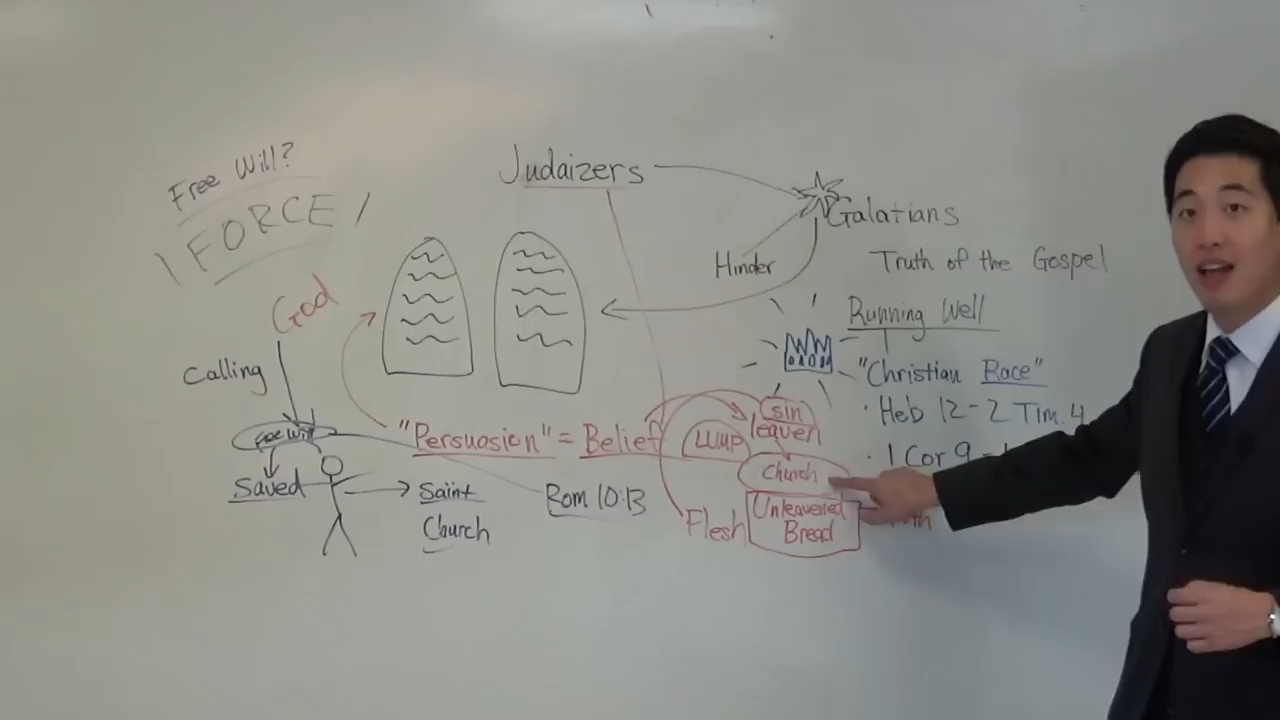 Free Will?
FORCE
God
Calling
Free Will
Saved
Saint
Church
Rom 10:13
Judaizers
Galatians
Hinder
Truth of the Gospel
Running Well
"Christian Race"
· Heb 12 - 2 Tim. 4
· 1 Cor 9 -
"Persuasion" = Belief
LUMP
sin
leaven
Church
Unleavened
Bread
Flesh